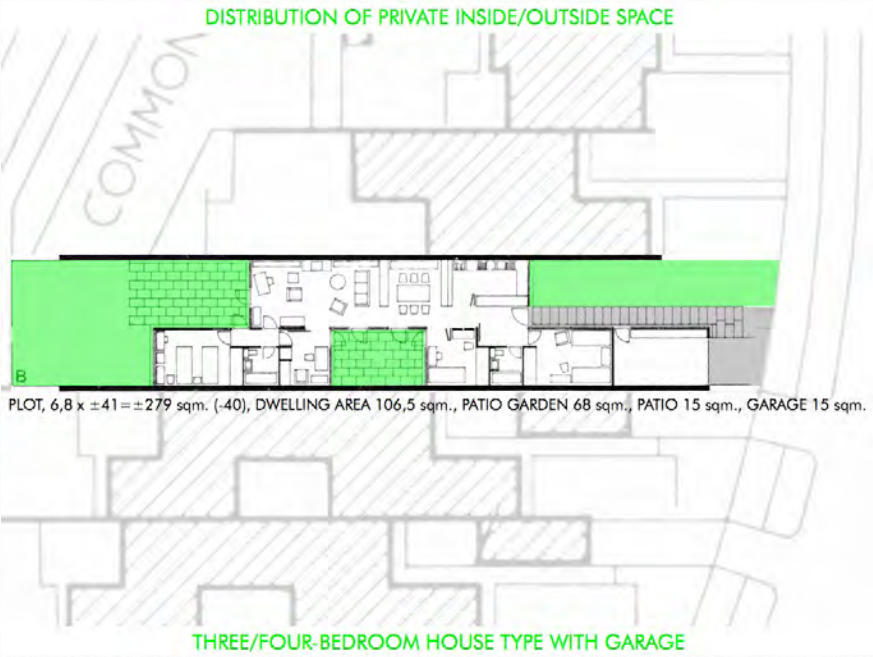 DISTRIBUTION OF PRIVATE INSIDE/OUTSIDE SPACE
COMMON
B
PLOT, 6,8 x ±41=±279 sqm. (-40), DWELLING AREA 106,5 sqm., PATIO GARDEN 68 sqm., PATIO 15 sqm., GARAGE 15 sqm.
THREE/FOUR-BEDROOM HOUSE TYPE WITH GARAGE